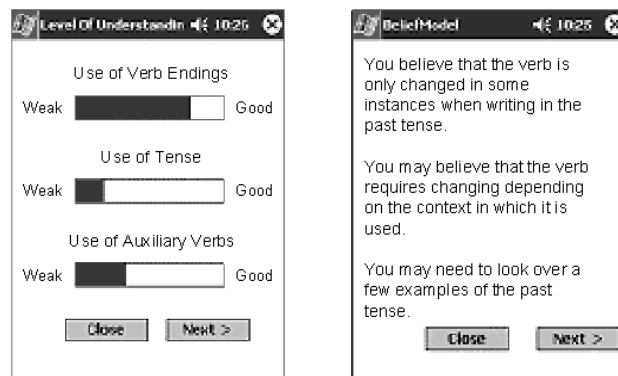 Level Of Understandin 10:25
Use of Verb Endings
Weak Good
Use of Tense
Weak Good
Use of Auxiliary Verbs
Weak Good
Close Next >
BeliefModel 10:25
You believe that the verb is
only changed in some
instances when writing in the
past tense.
You may believe that the verb
requires changing depending
on the context in which it is
used.
You may need to look over a
few examples of the past
tense.
Close Next >